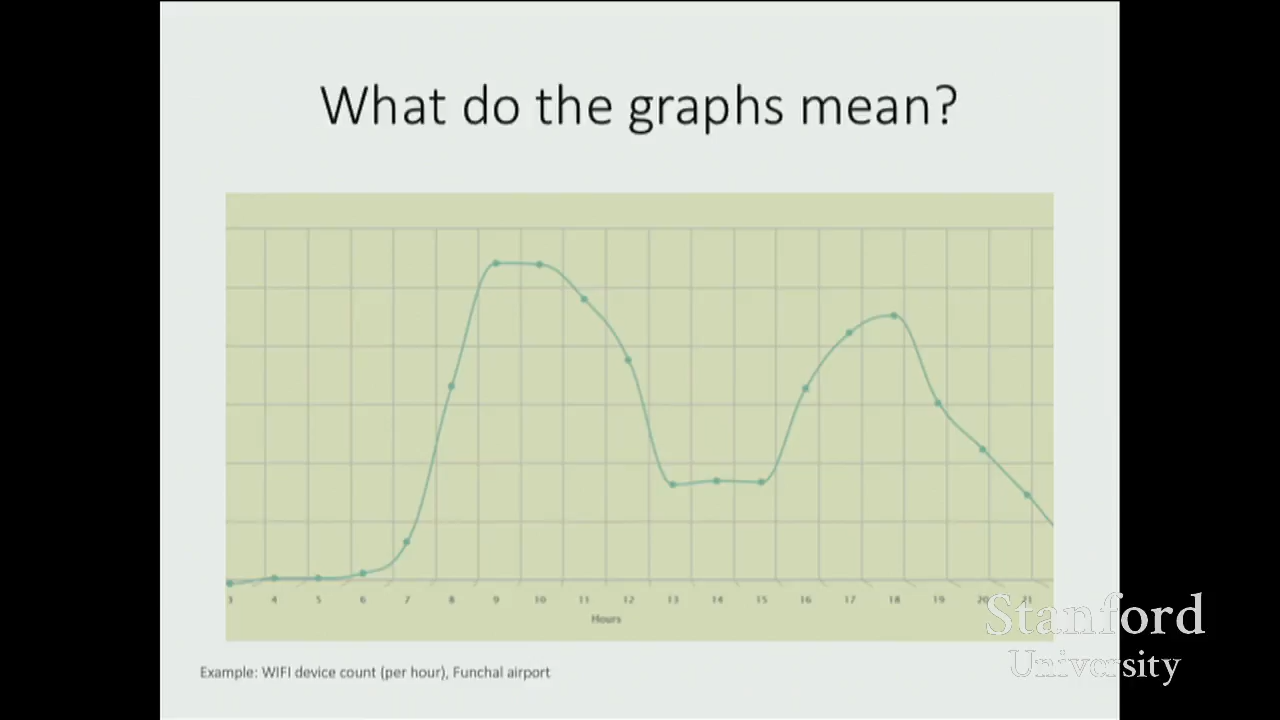 What do the graphs mean?
3 4 5 6 7 8 9 10 11 12 13 14 15 16 17 18 19 20 21
Hours
Example: WIFI device count (per hour), Funchal airport
Stanford
University